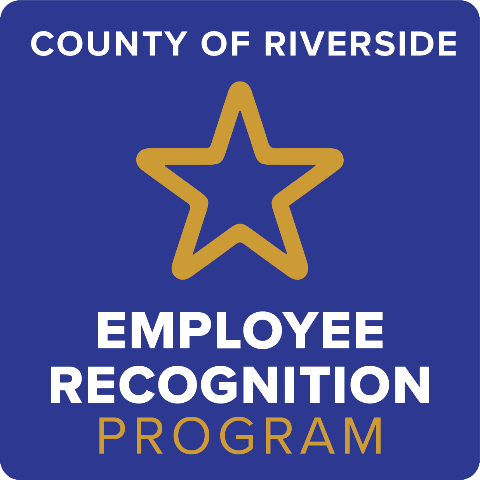 COUNTY OF RIVERSIDE
EMPLOYEE
RECOGNITION
PROGRAM